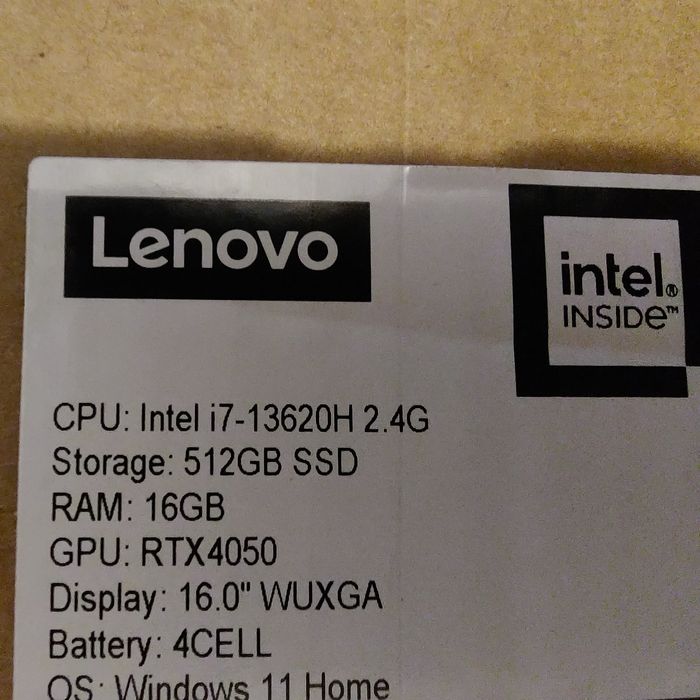 Lenovo
intel®
INSIDe™
CPU: Intel i7-13620H 2.4G
Storage: 512GB SSD
RAM: 16GB
GPU: RTX4050
Display: 16.0" WUXGA
Battery: 4CELL
OS: Windows 11 Home